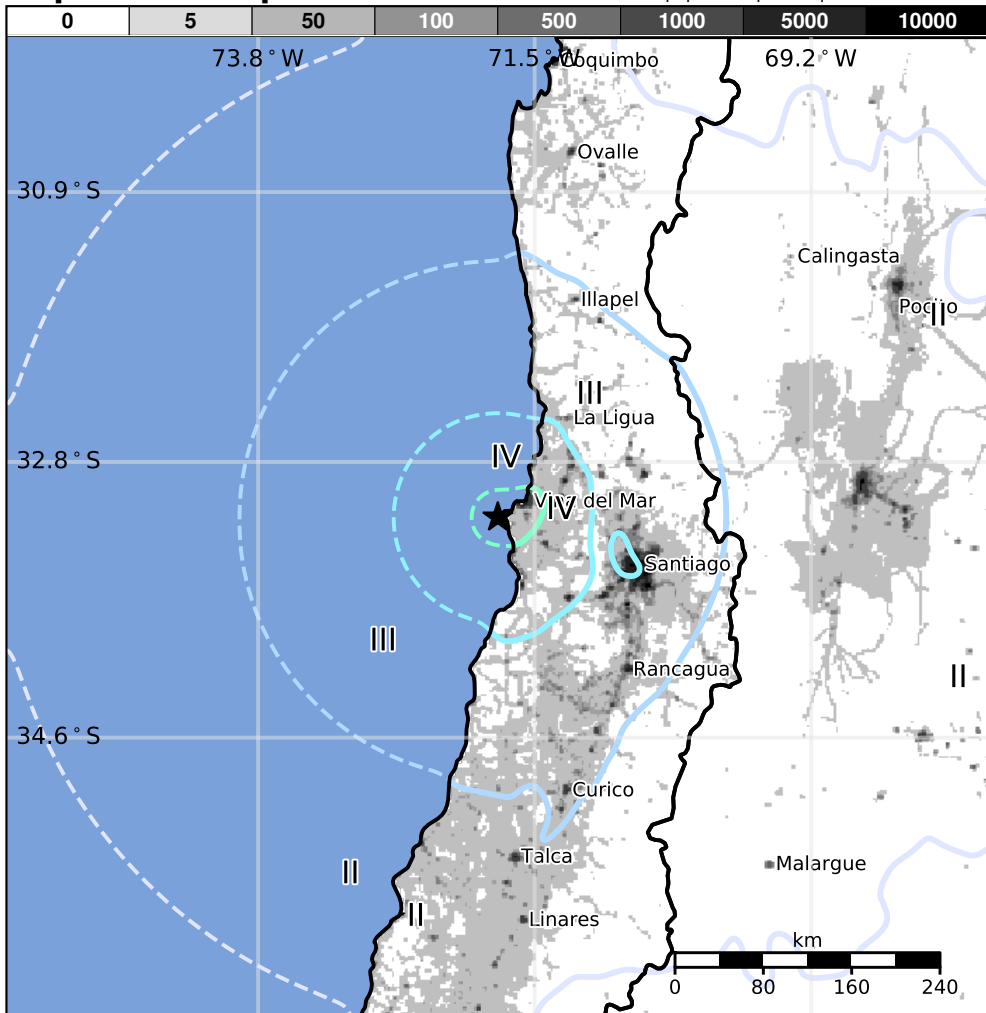 0 5 50 100 500 1000 5000 10000
73.8°W 71.5°W 69.2°W
Coquimbo
Ovalle
30.9°S
Calingasta
Illapel
II
III
La Ligua
IV
32.8°S
IV
Santiago
III
Rancagua
II
34.6°S
Curico
Talca
Malargue
II
II
Linares
km
0 80 160 240